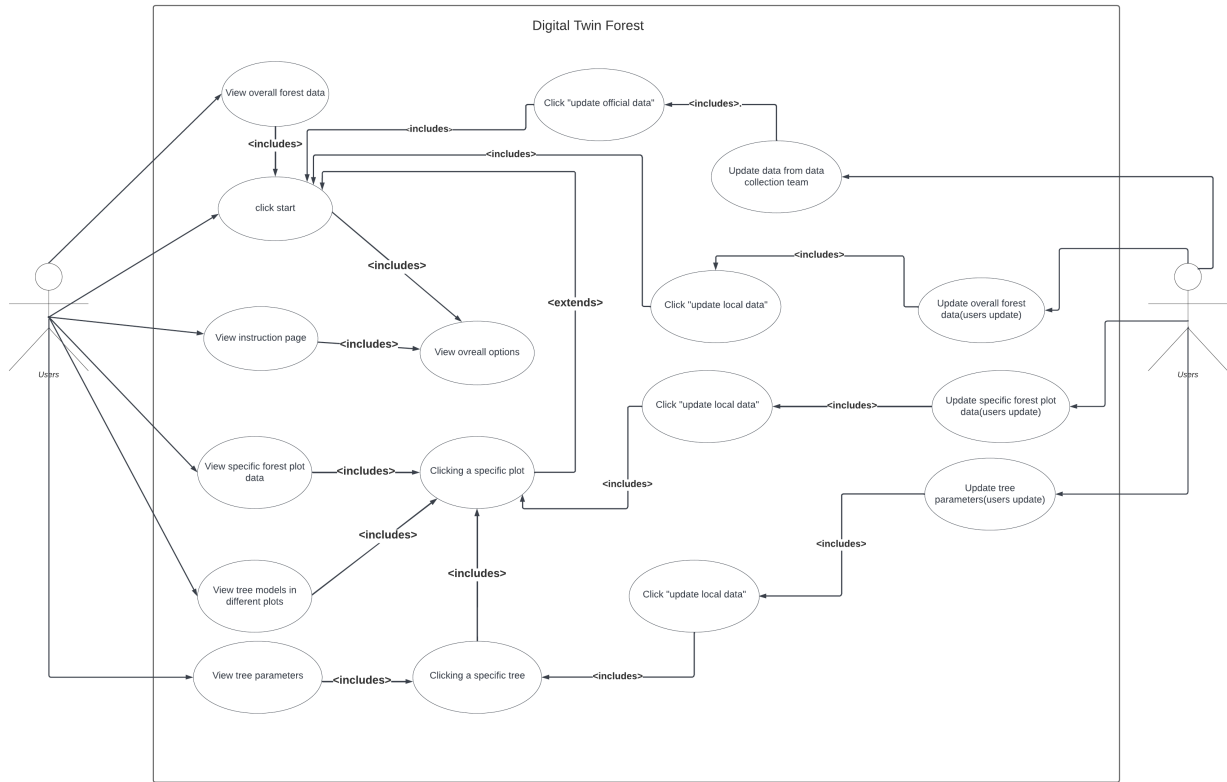 Digital Twin Forest
View overall forest data
Click "update official data"
<includes>.
<includes>
<includes>
<includes>
Update data from data
collection team
click start
<includes>
<includes>
<extends>
Click "update local data"
Update overall forest
data(users update)
View instruction page
<includes>
View ovreall options
Users
Users
Click "update local data"
<includes>
Update specific forest plot
data(users update)
View specific forest plot
data
<includes>
Clicking a specific plot
<includes>
Update tree
parameters(users update)
<includes>
<includes>
<includes>
View tree models in
different plots
Click "update local data"
View tree parameters
<includes>
Clicking a specific tree
<includes>